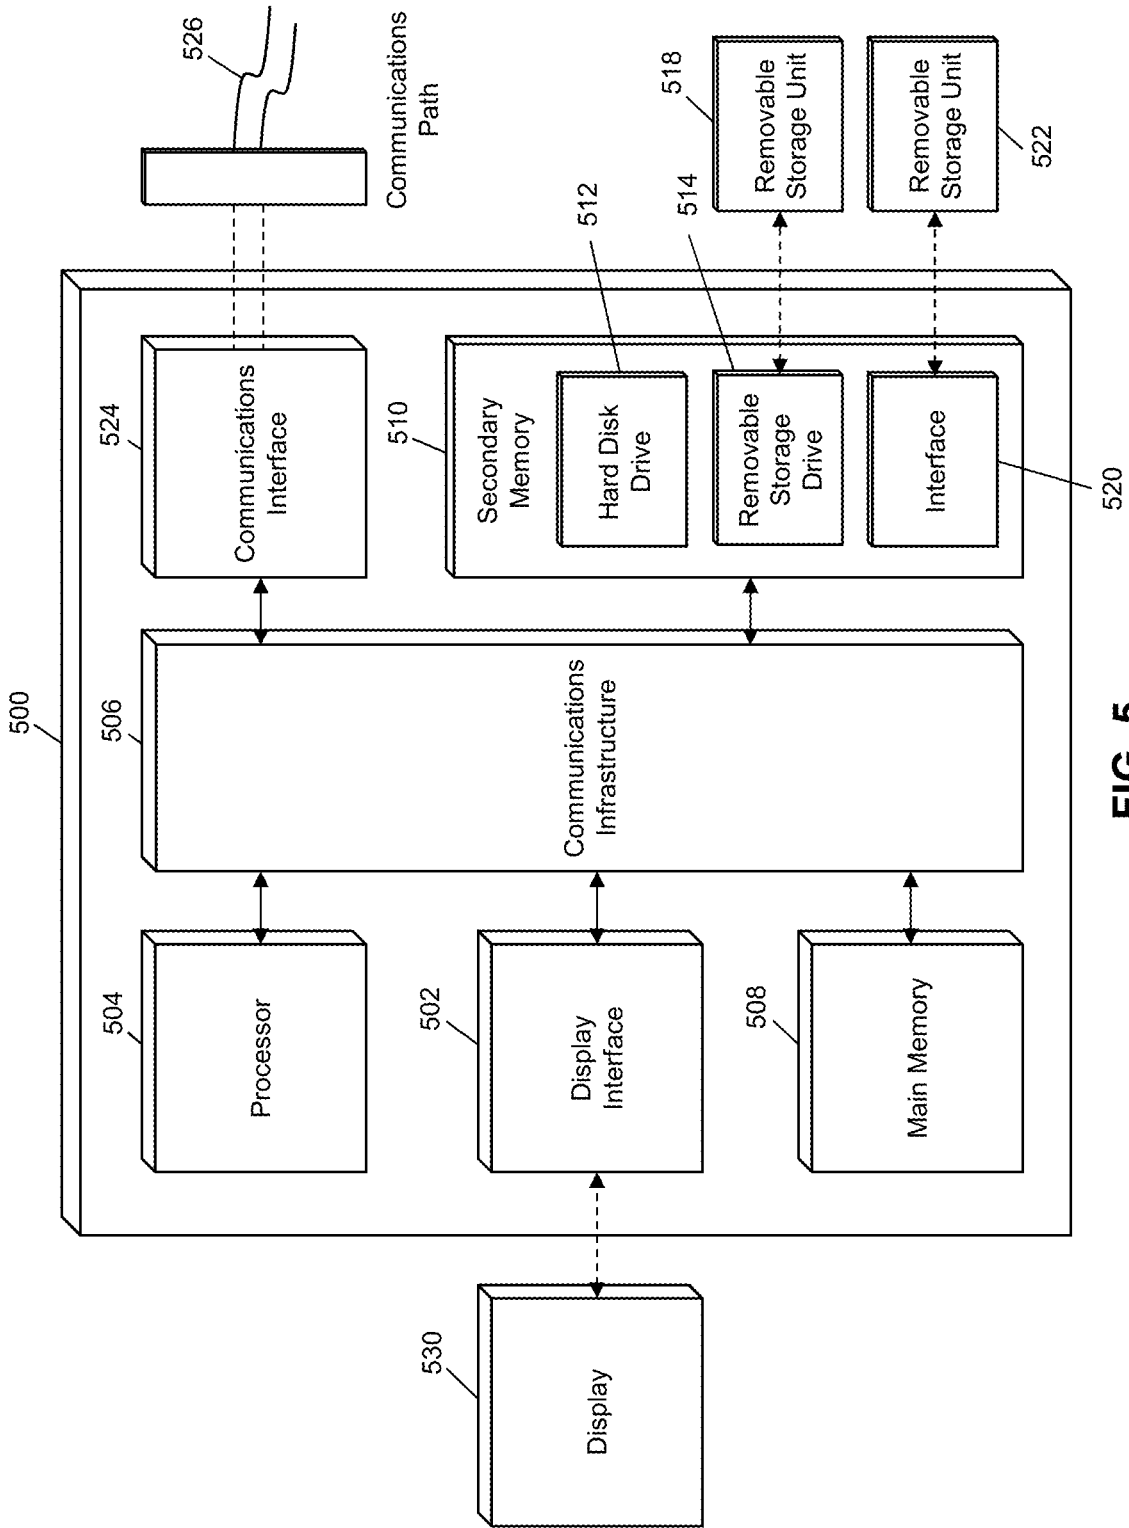 500
530
Display
504
Processor
502
Display
Interface
508
Main Memory
506
Communications
Infrastructure
524
Communications
Interface
510
Secondary
Memory
Hard Disk
Drive
512
Removable
Storage
Drive
514
Interface
520
526
Communications
Path
518
Removable
Storage Unit
Removable
Storage Unit
522
FIG. 5